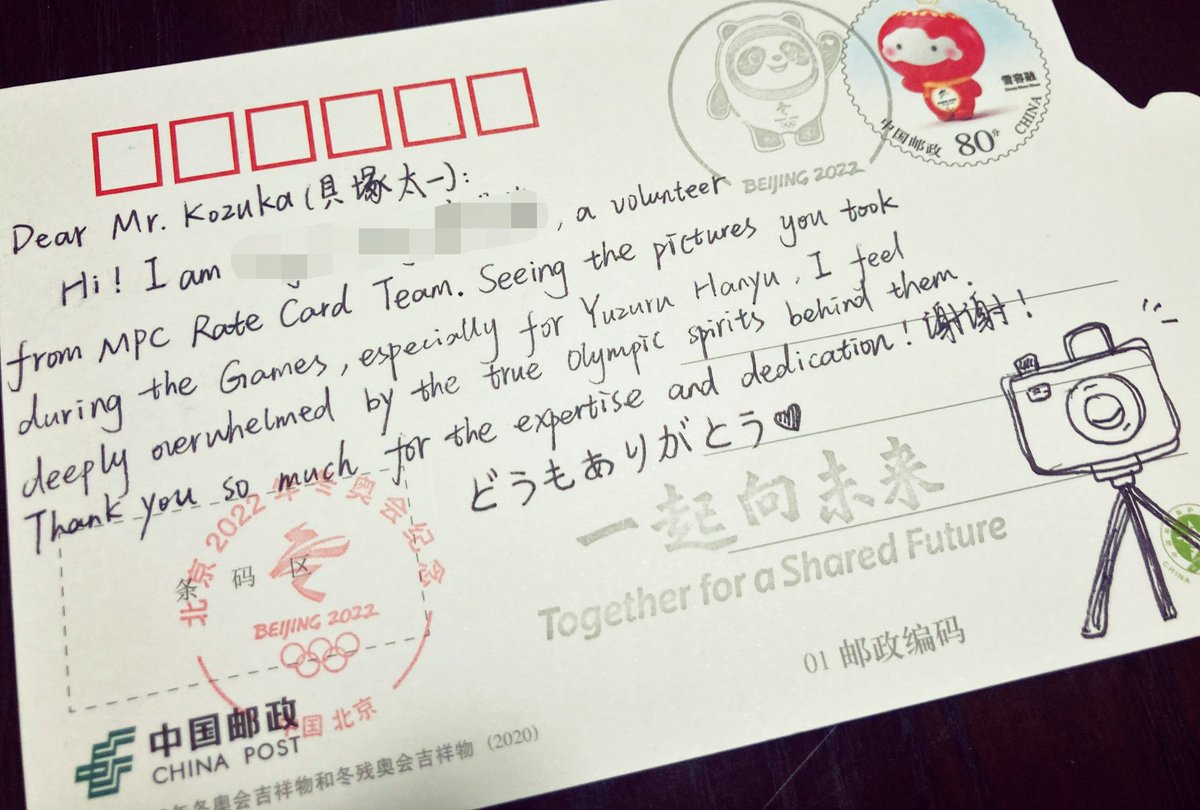 雪容融
中国邮政 80分 CHINA
BEIJING 2022
Dear Mr. Kozuka (貝塚太一):
Hi! I am , a volunteer
from MPC Rate Card Team. Seeing the pictures you took
during the Games, especially for Yuzuru Hanyu, I feel
deeply overwhelmed by the true Olympic spirits behind them.
Thank you so much for the expertise and dedication! 谢谢!
どうもありがとう♥
一起向未来
Together for a Shared Future
北京2022年冬奥会纪念
条码区
BEIJING 2022
中国 北京
01 邮政编码
CHINA
中国邮政
CHINA POST
年冬奥会吉祥物和冬残奥会吉祥物 (2020)